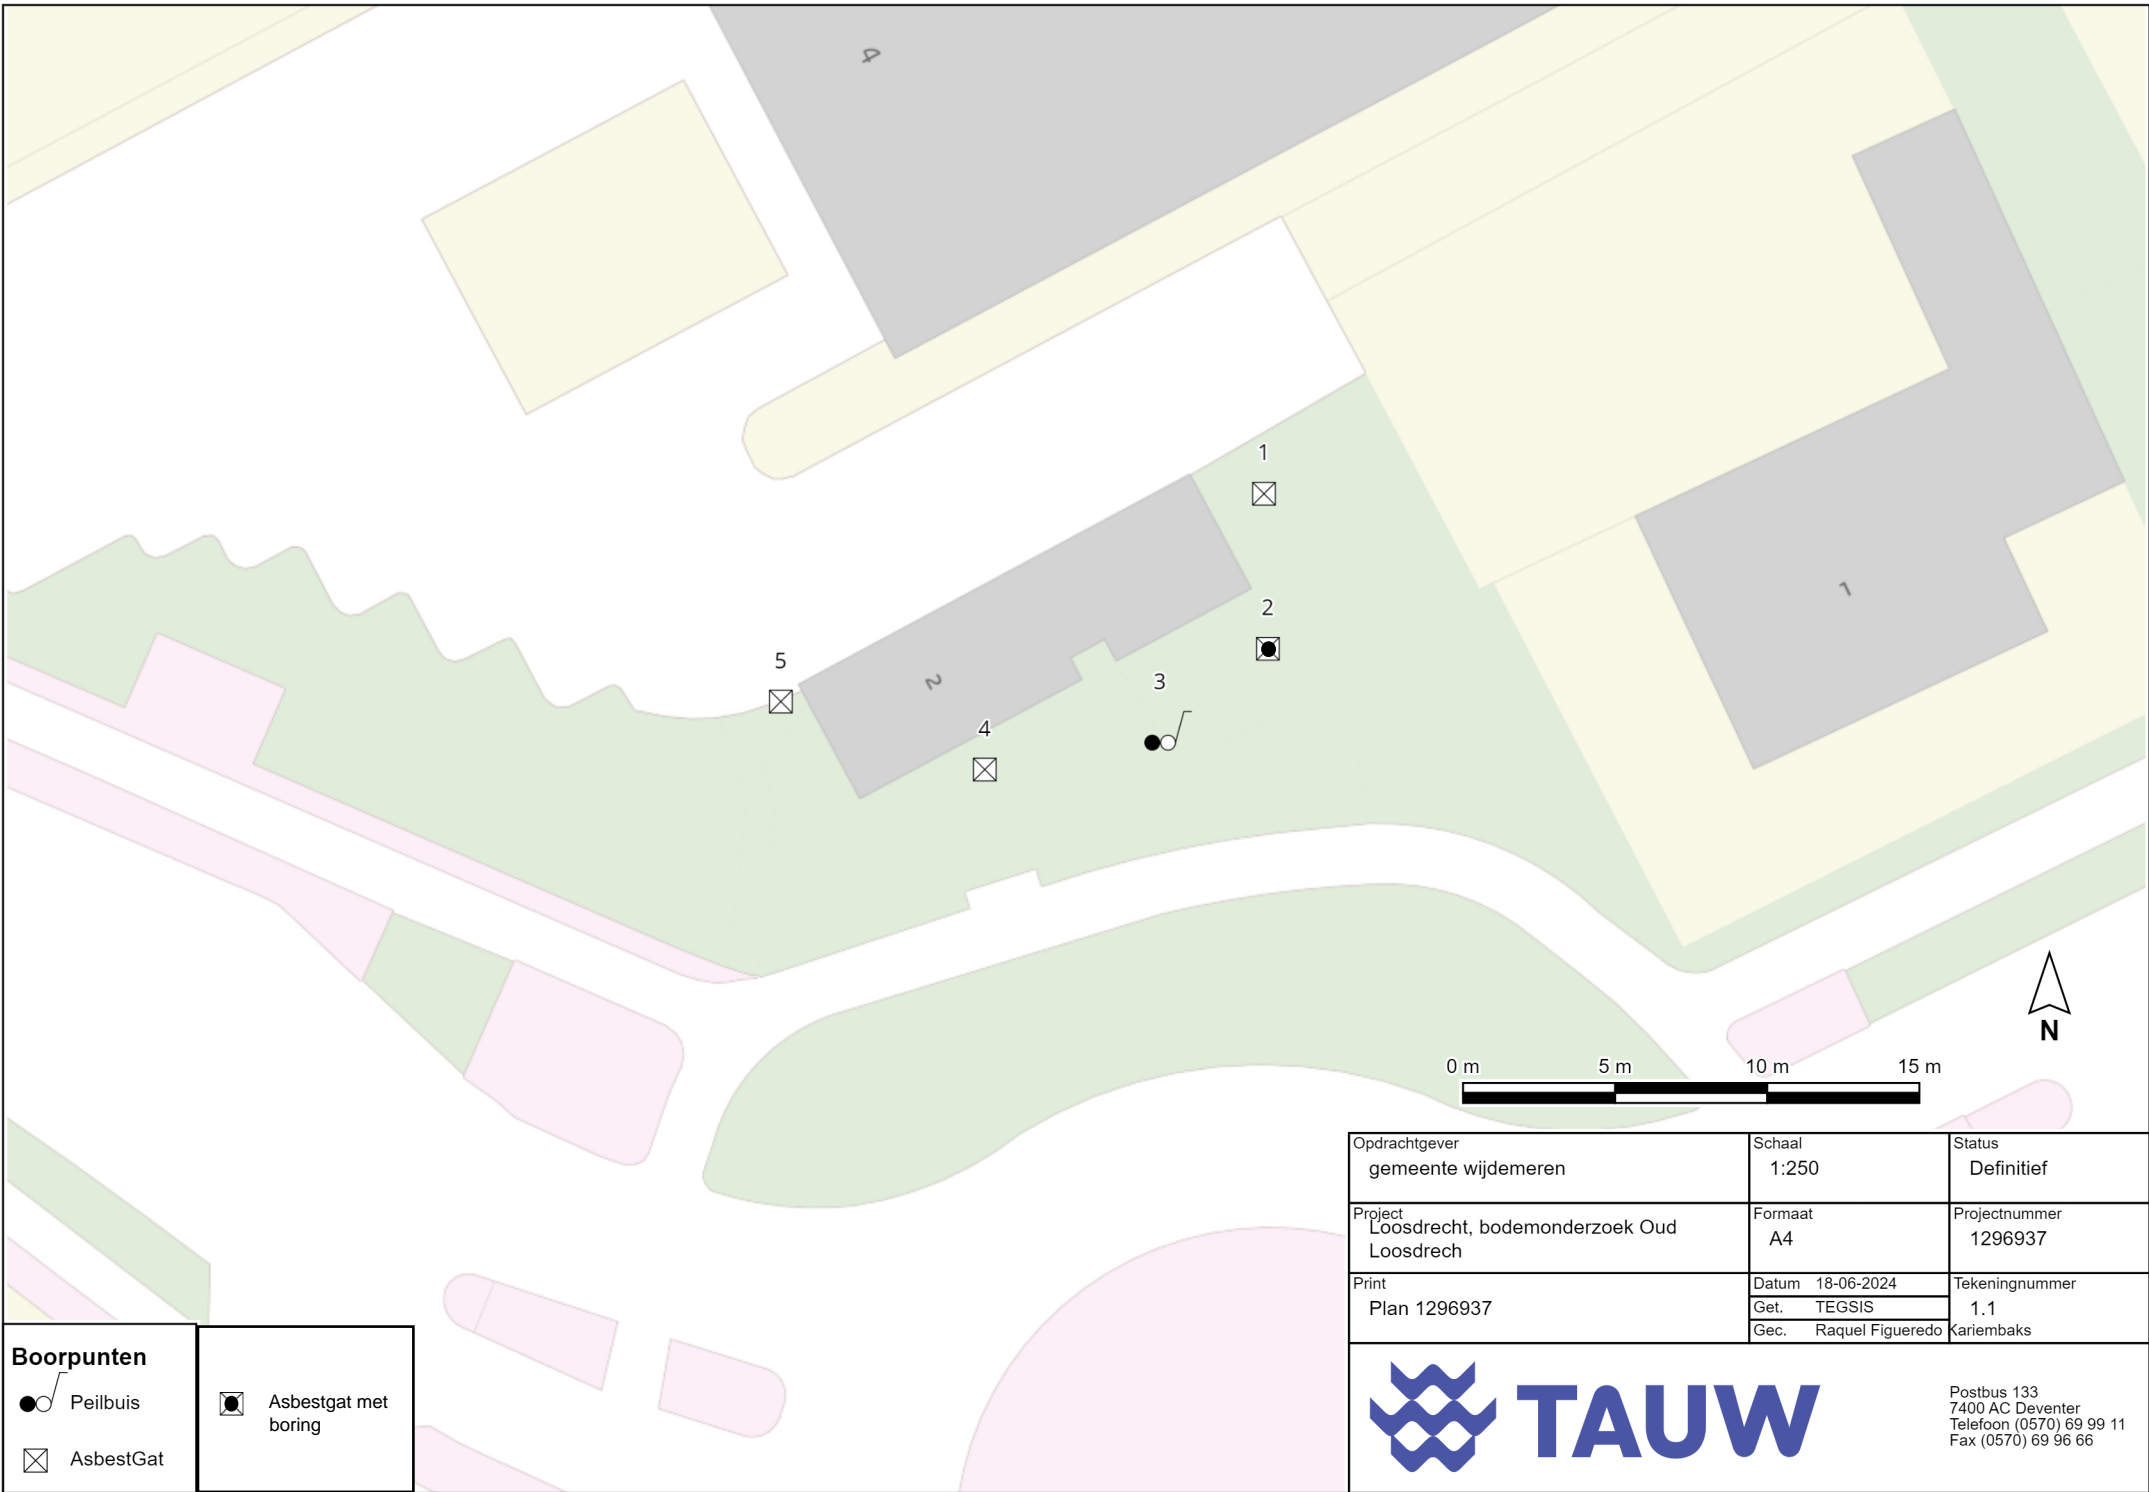 4
1
2
1
5
3
2
4
N
0 m 5 m 10 m 15 m
Opdrachtgever
gemeente wijdemeren
Schaal
1:250
Status
Definitief
Project
Loosdrecht, bodemonderzoek Oud
Loosdrech
Formaat
A4
Projectnummer
1296937
Print
Plan 1296937
Datum 18-06-2024
Get. TEGSIS
Gec. Raquel Figueredo Kariembaks
Tekeningnummer
1.1
Boorpunten
Peilbuis
AsbestGat
Asbestgat met
boring
TAUW
Postbus 133
7400 AC Deventer
Telefoon (0570) 69 99 11
Fax (0570) 69 96 66